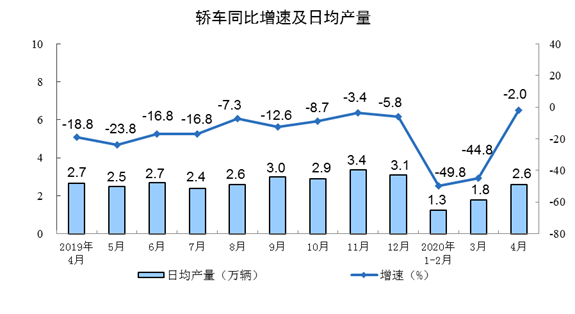 轿车同比增速及日均产量
10
8
6
4
2
0
40
20
0
-20
-40
-60
-80
-18.8
-23.8
-16.8
-16.8
-7.3
-12.6
-8.7
-3.4
-5.8
-49.8
-44.8
-2.0
2.7
2.5
2.7
2.4
2.6
3.0
2.9
3.4
3.1
1.3
1.8
2.6
2019年
4月
5月
6月
7月
8月
9月
10月
11月
12月
2020年
1-2月
3月
4月
日均产量（万辆）
增速（%）